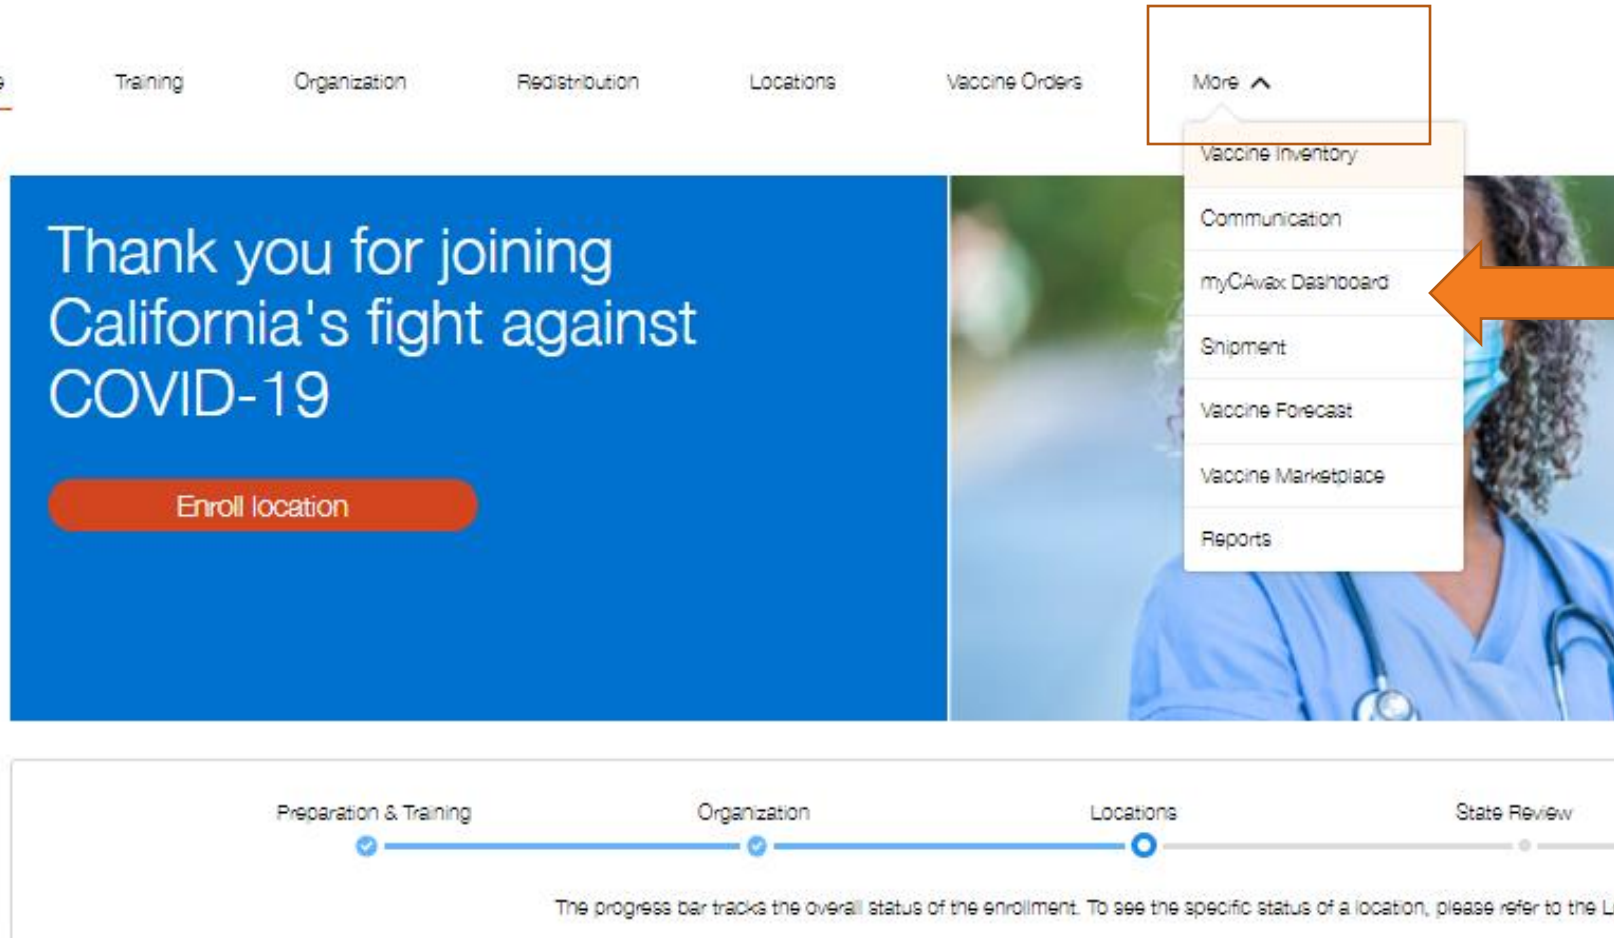 Training Organization Redistribution Locations Vaccine Orders More
Vaccine Inventory
Communication
myCAvax Dashboard
Shipment
Vaccine Forecast
Vaccine Marketplace
Reports
Thank you for joining
California's fight against
COVID-19
Enroll location
Preparation & Training Organization Locations State Review
The progress bar tracks the overall status of the enrollment. To see the specific status of a location, please refer to the